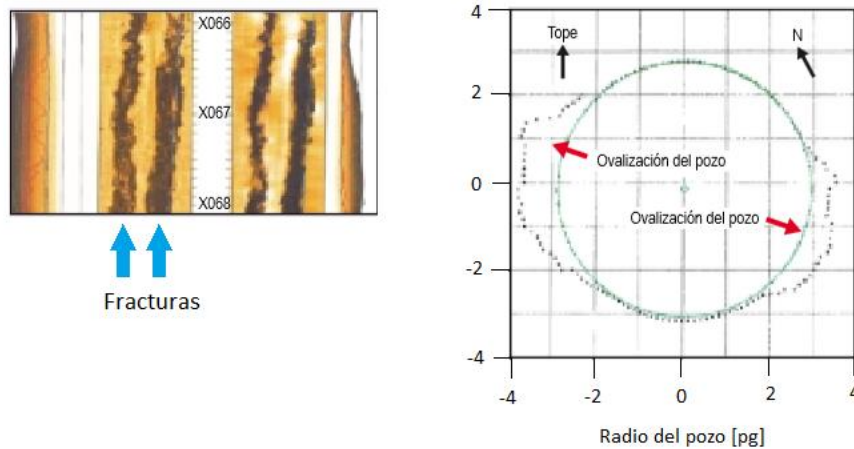 X066
X067
X068
Fracturas
4
2
0
-2
-4
Tope
N
Ovalización del pozo
Ovalización del pozo
-4
-2
0
2
4
Radio del pozo [pg]